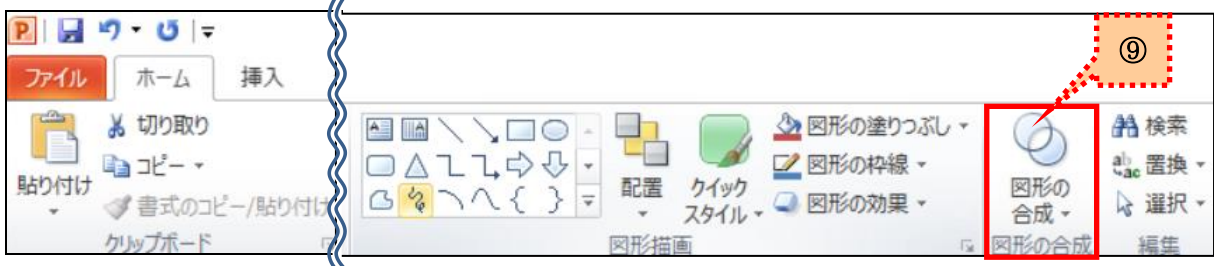 P
⑨
ファイル ホーム 挿入
切り取り
コピー
書式のコピー/貼り付け
貼り付け
クリップボード
A A
配置
クイック
スタイル
図形の塗りつぶし
図形の枠線
図形の効果
図形描画
図形の
合成
図形の合成
検索
ab
ac 置換
選択
編集